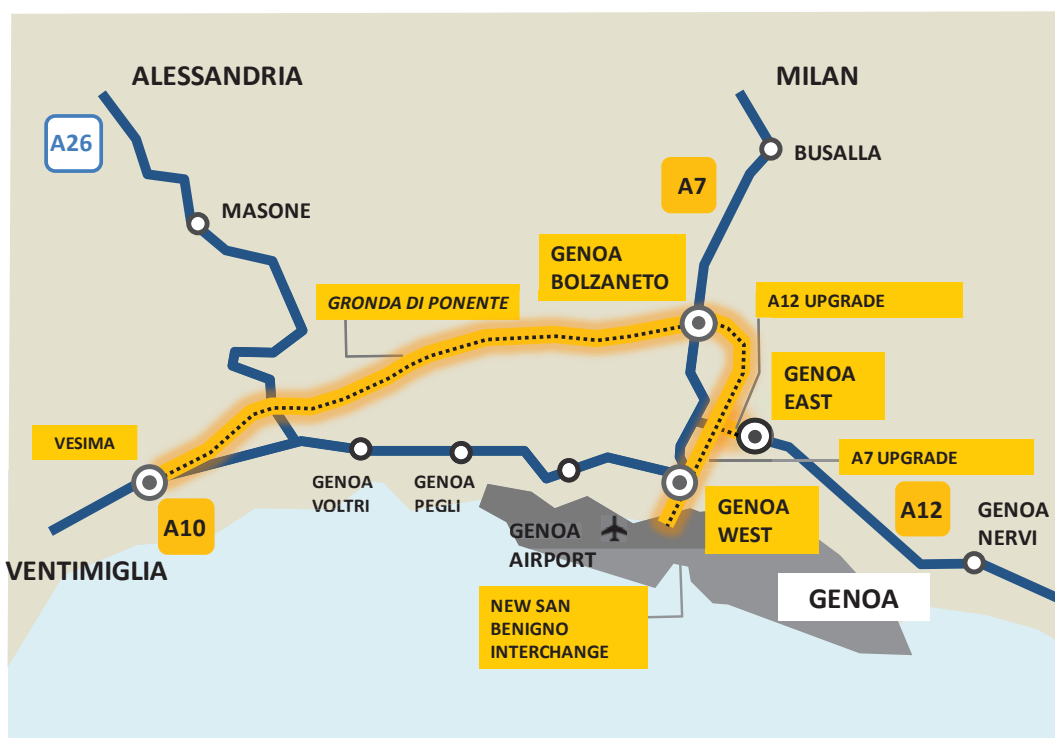 ALESSANDRIA
MILAN
A26
BUSALLA
A7
MASONE
GENOA
BOLZANETO
GRONDA DI PONENTE
A12 UPGRADE
GENOA
EAST
VESIMA
A7 UPGRADE
GENOA
VOLTRI
GENOA
PEGLI
A10
GENOA
AIRPORT
GENOA
WEST
A12
GENOA
NERVI
VENTIMIGLIA
GENOA
NEW SAN
BENIGNO
INTERCHANGE